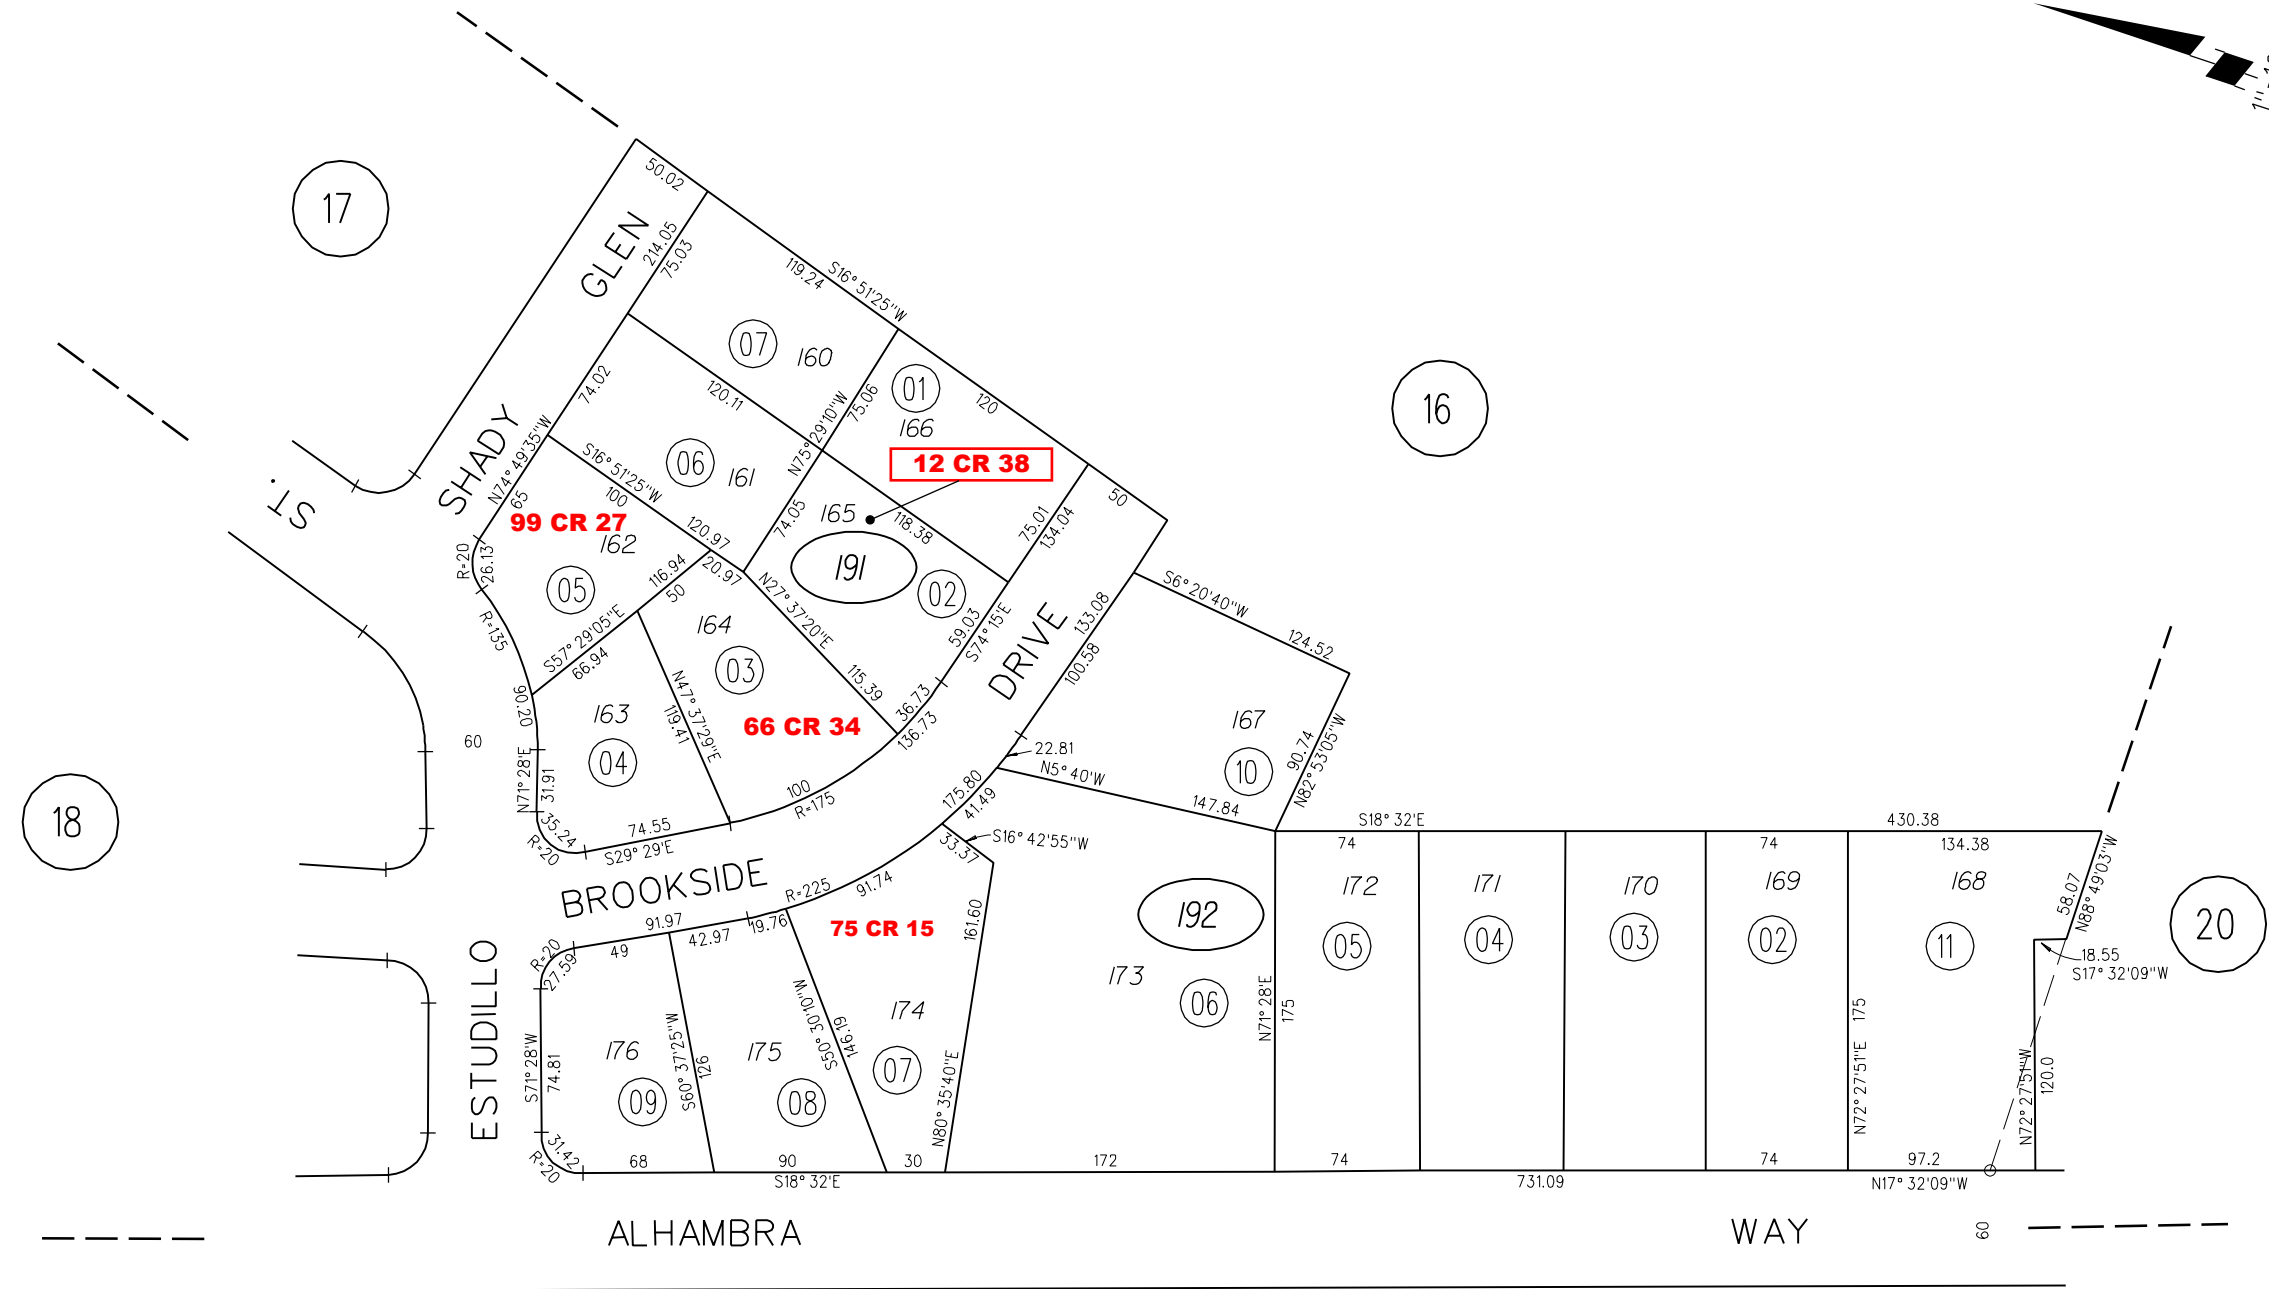 17
50.02
GLEN
214.05
75.03
119.24
S16° 51'25"W
07
160
01
120
166
16
74.02
120.11
N75° 29'10"W
75.06
12 CR 38
SHADY
N74° 49'35"W
65
S16° 51'25"W
100
06
161
120.97
74.05
165
118.38
75.01
134.04
50
ST.
99 CR 27
162
R=20
26.13
05
116.94
50
20.97
191
02
N27° 37'20"E
59.03
S74° 15'E
DRIVE
133.08
100.58
S6° 20'40"W
124.52
R=135
S57° 29'05"E
66.94
164
03
115.39
36.73
136.73
90.20
163
N47° 37'29"E
119.41
66 CR 34
167
10
90.74
N82° 53'05"W
60
04
22.81
N5° 40'W
147.84
N71° 28'E
31.91
100
R=175
175.80
41.49
18
35.24
R=20
74.55
S29° 29'E
S16° 42'55"W
33.37
S18° 32'E
430.38
74
74
134.38
BROOKSIDE
R=225
91.74
172
171
170
169
168
58.07
N88° 49'03"W
91.97
19.76
75 CR 15
161.60
192
05
04
03
02
11
20
R=20
27.59
49
42.97
18.55
S17° 32'09"W
ESTUDILLO
173
06
N71° 28'E
175
175
N72° 27'51"E
S71° 28'W
74.81
176
09
S60° 37'25"W
126
175
08
S50° 30'10"W
146.19
174
07
N80° 35'40"E
N72° 27'51"W
120.0
31.42
R=20
68
90
30
172
74
74
97.2
S18° 32'E
731.09
N17° 32'09"W
ALHAMBRA
WAY
60